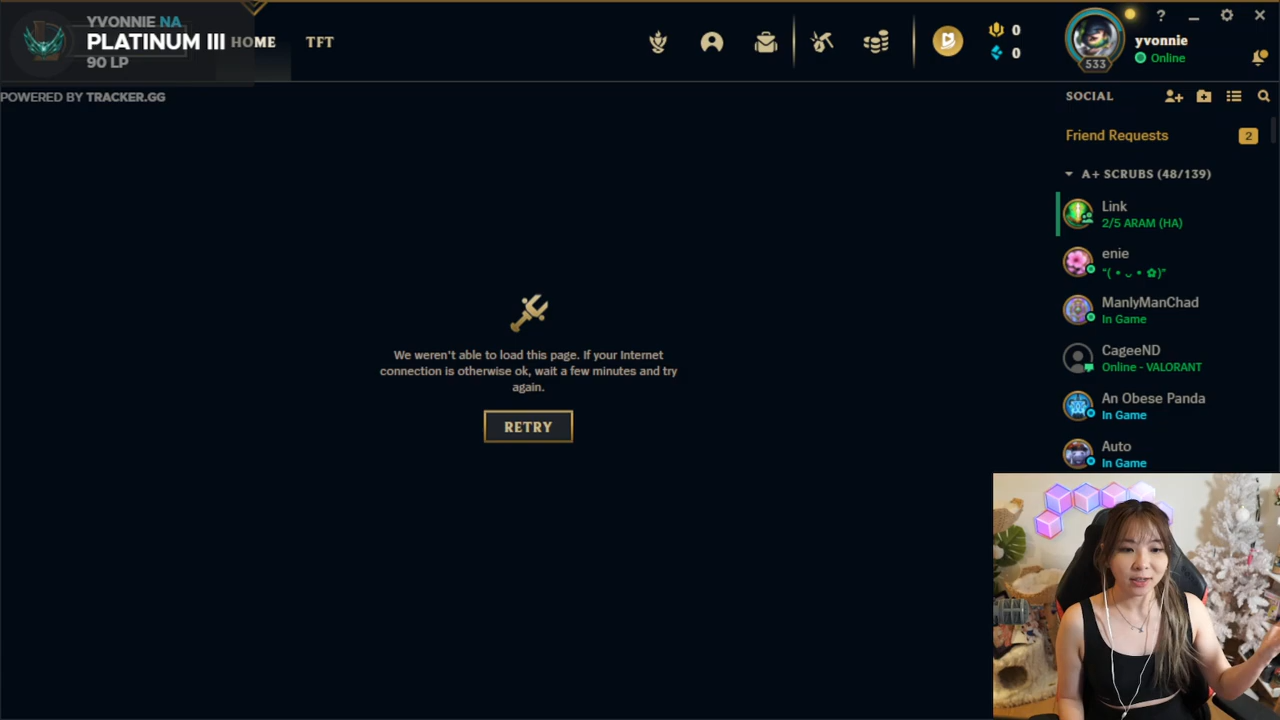 YVONNIE NA
PLATINUM III
90 LP
HOME
TFT
0
0
?
533
yvonnie
Online
POWERED BY TRACKER.GG
SOCIAL
Friend Requests
2
A+ SCRUBS (48/139)
Link
2/5 ARAM (HA)
enie
"( • ᴗ • ✿)"
ManlyManChad
In Game
CageeND
Online - VALORANT
An Obese Panda
In Game
Auto
In Game
We weren't able to load this page. If your Internet
connection is otherwise ok, wait a few minutes and try
again.
RETRY